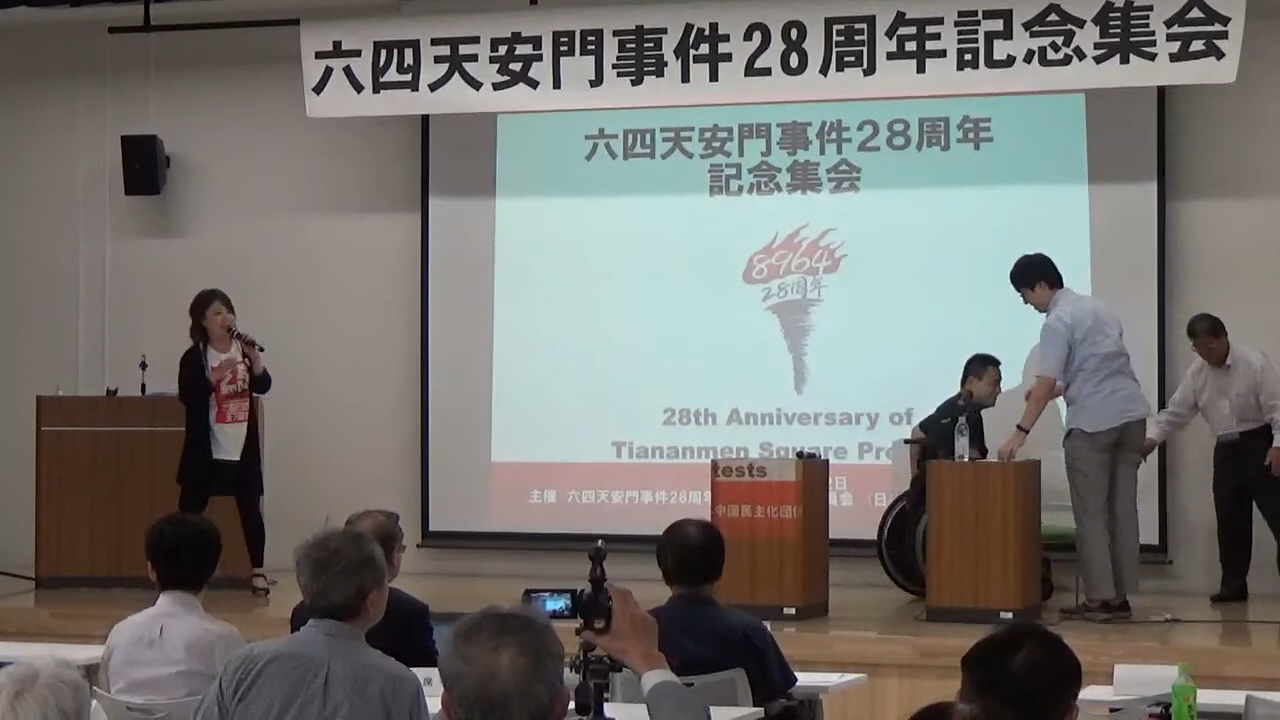 六四天安門事件28周年記念集会
六四天安門事件28周年
記念集会
8964
28周年
28th Anniversary of
Tiananmen Square Pro
tests
主催 六四天安門事件28周年
中国民主化団体
席